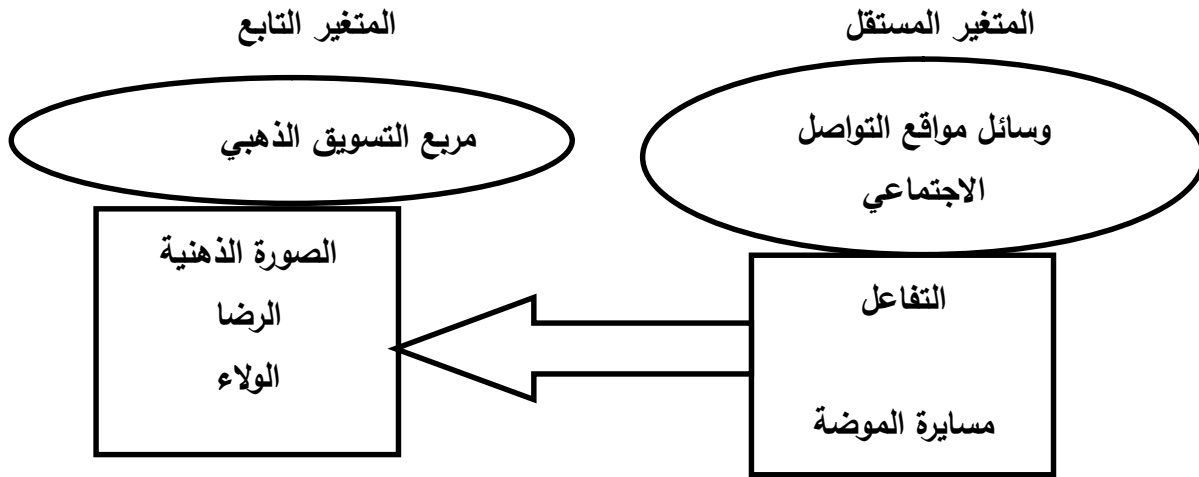 المتغير المستقل
وسائل مواقع التواصل
الاجتماعي
التفاعل
مسايرة الموضة
المتغير التابع
مربع التسويق الذهبي
الصورة الذهنية
الرضا
الولاء